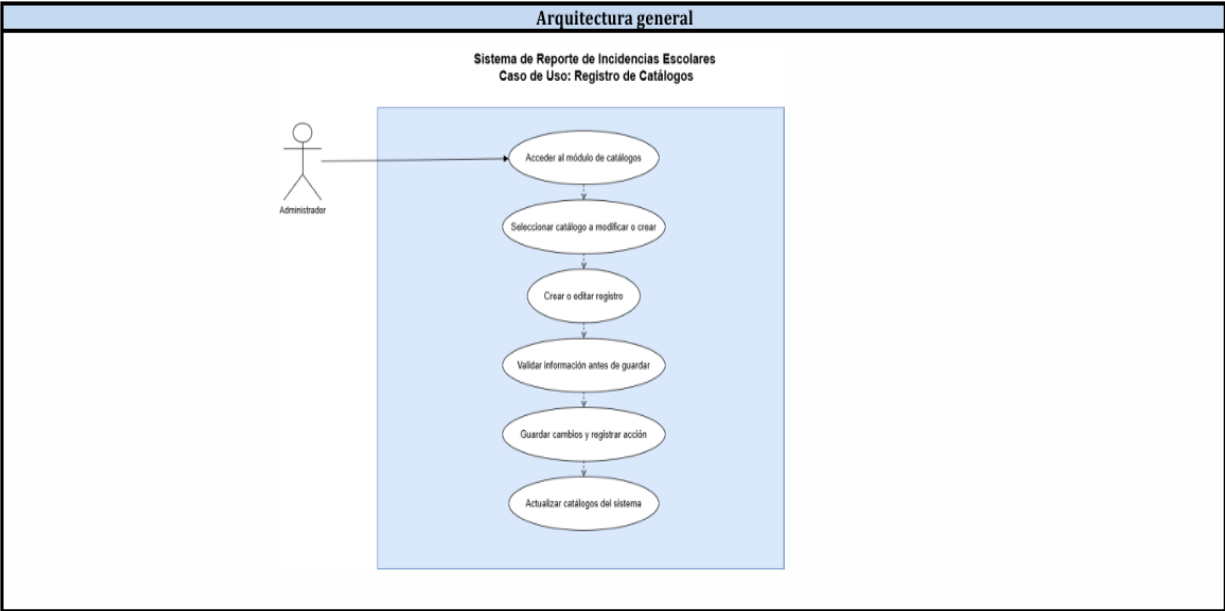 Arquitectura general
Sistema de Reporte de Incidencias Escolares
Caso de Uso: Registro de Catálogos
Administrador
Acceder al módulo de catálogos
Seleccionar catálogo a modificar o crear
Crear o editar registro
Validar información antes de guardar
Guardar cambios y registrar acción
Actualizar catálogos del sistema